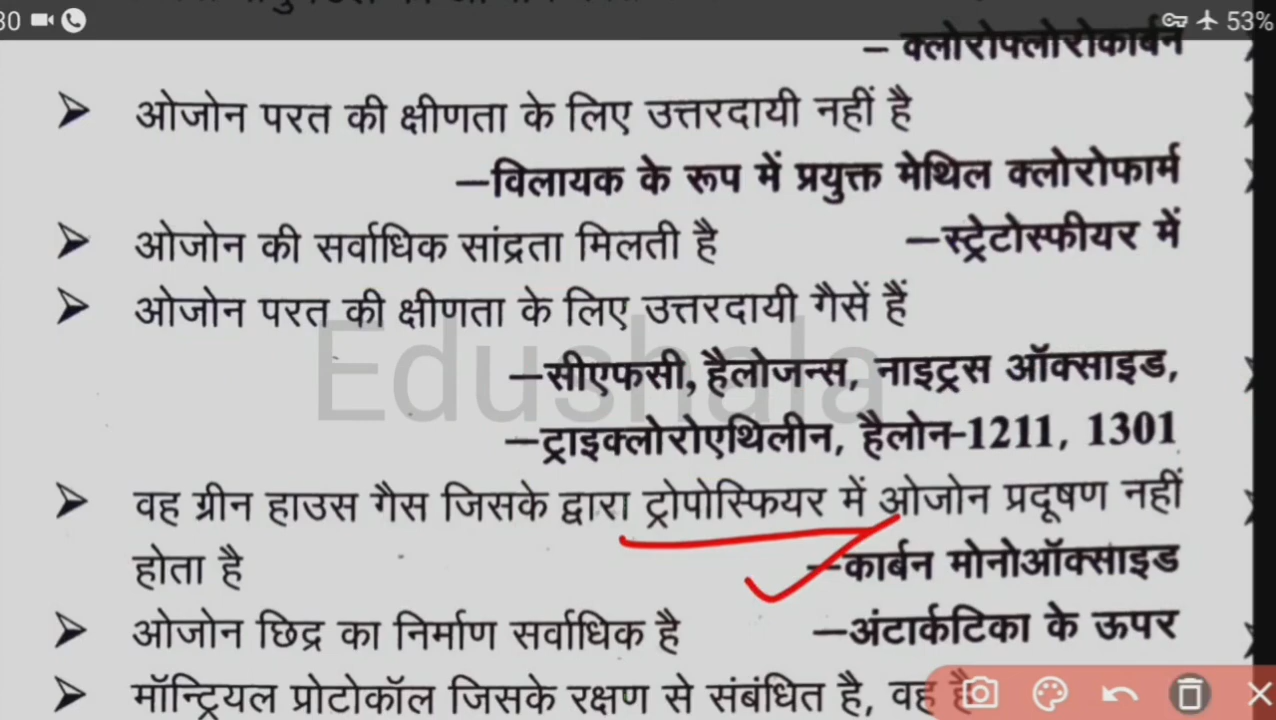 30
53%
– क्लोरोफ्लोरोकार्बन
ओजोन परत की क्षीणता के लिए उत्तरदायी नहीं है
–विलायक के रूप में प्रयुक्त मेथिल क्लोरोफार्म
ओजोन की सर्वाधिक सांद्रता मिलती है –स्ट्रेटोस्फीयर में
ओजोन परत की क्षीणता के लिए उत्तरदायी गैसें हैं
–सीएफसी, हैलोजन्स, नाइट्रस ऑक्साइड,
Edushala
–ट्राइक्लोरोएथिलीन, हैलोन-1211, 1301
वह ग्रीन हाउस गैस जिसके द्वारा ट्रोपोस्फियर में ओजोन प्रदूषण नहीं
होता है –कार्बन मोनोऑक्साइड
ओजोन छिद्र का निर्माण सर्वाधिक है –अंटार्कटिका के ऊपर
मॉन्ट्रियल प्रोटोकॉल जिसके रक्षण से संबंधित है, वह है